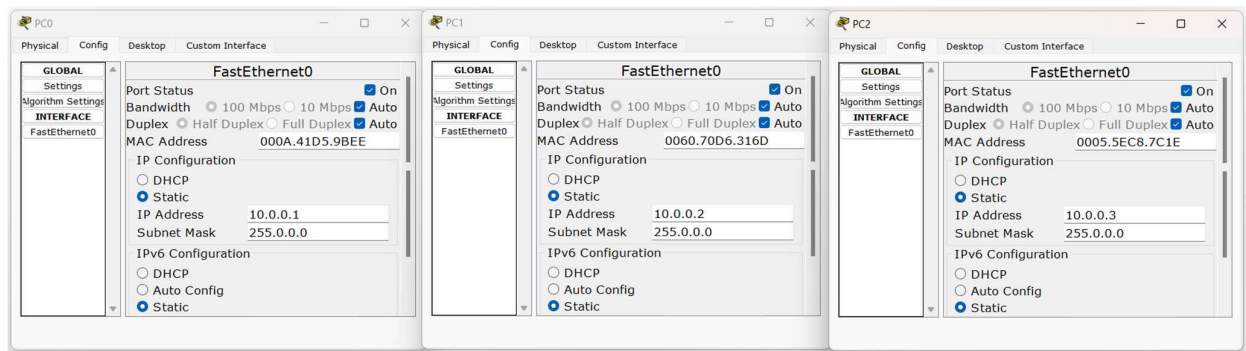 PC0
Physical Config Desktop Custom Interface
GLOBAL
Settings
Algorithm Settings
INTERFACE
FastEthernet0
FastEthernet0
Port Status On
Bandwidth 100 Mbps 10 Mbps Auto
Duplex Half Duplex Full Duplex Auto
MAC Address 000A.41D5.9BEE
IP Configuration
DHCP
Static
IP Address 10.0.0.1
Subnet Mask 255.0.0.0
IPv6 Configuration
DHCP
Auto Config
Static
PC1
Physical Config Desktop Custom Interface
GLOBAL
Settings
Algorithm Settings
INTERFACE
FastEthernet0
FastEthernet0
Port Status On
Bandwidth 100 Mbps 10 Mbps Auto
Duplex Half Duplex Full Duplex Auto
MAC Address 0060.70D6.316D
IP Configuration
DHCP
Static
IP Address 10.0.0.2
Subnet Mask 255.0.0.0
IPv6 Configuration
DHCP
Auto Config
Static
PC2
Physical Config Desktop Custom Interface
GLOBAL
Settings
Algorithm Settings
INTERFACE
FastEthernet0
FastEthernet0
Port Status On
Bandwidth 100 Mbps 10 Mbps Auto
Duplex Half Duplex Full Duplex Auto
MAC Address 0005.5EC8.7C1E
IP Configuration
DHCP
Static
IP Address 10.0.0.3
Subnet Mask 255.0.0.0
IPv6 Configuration
DHCP
Auto Config
Static